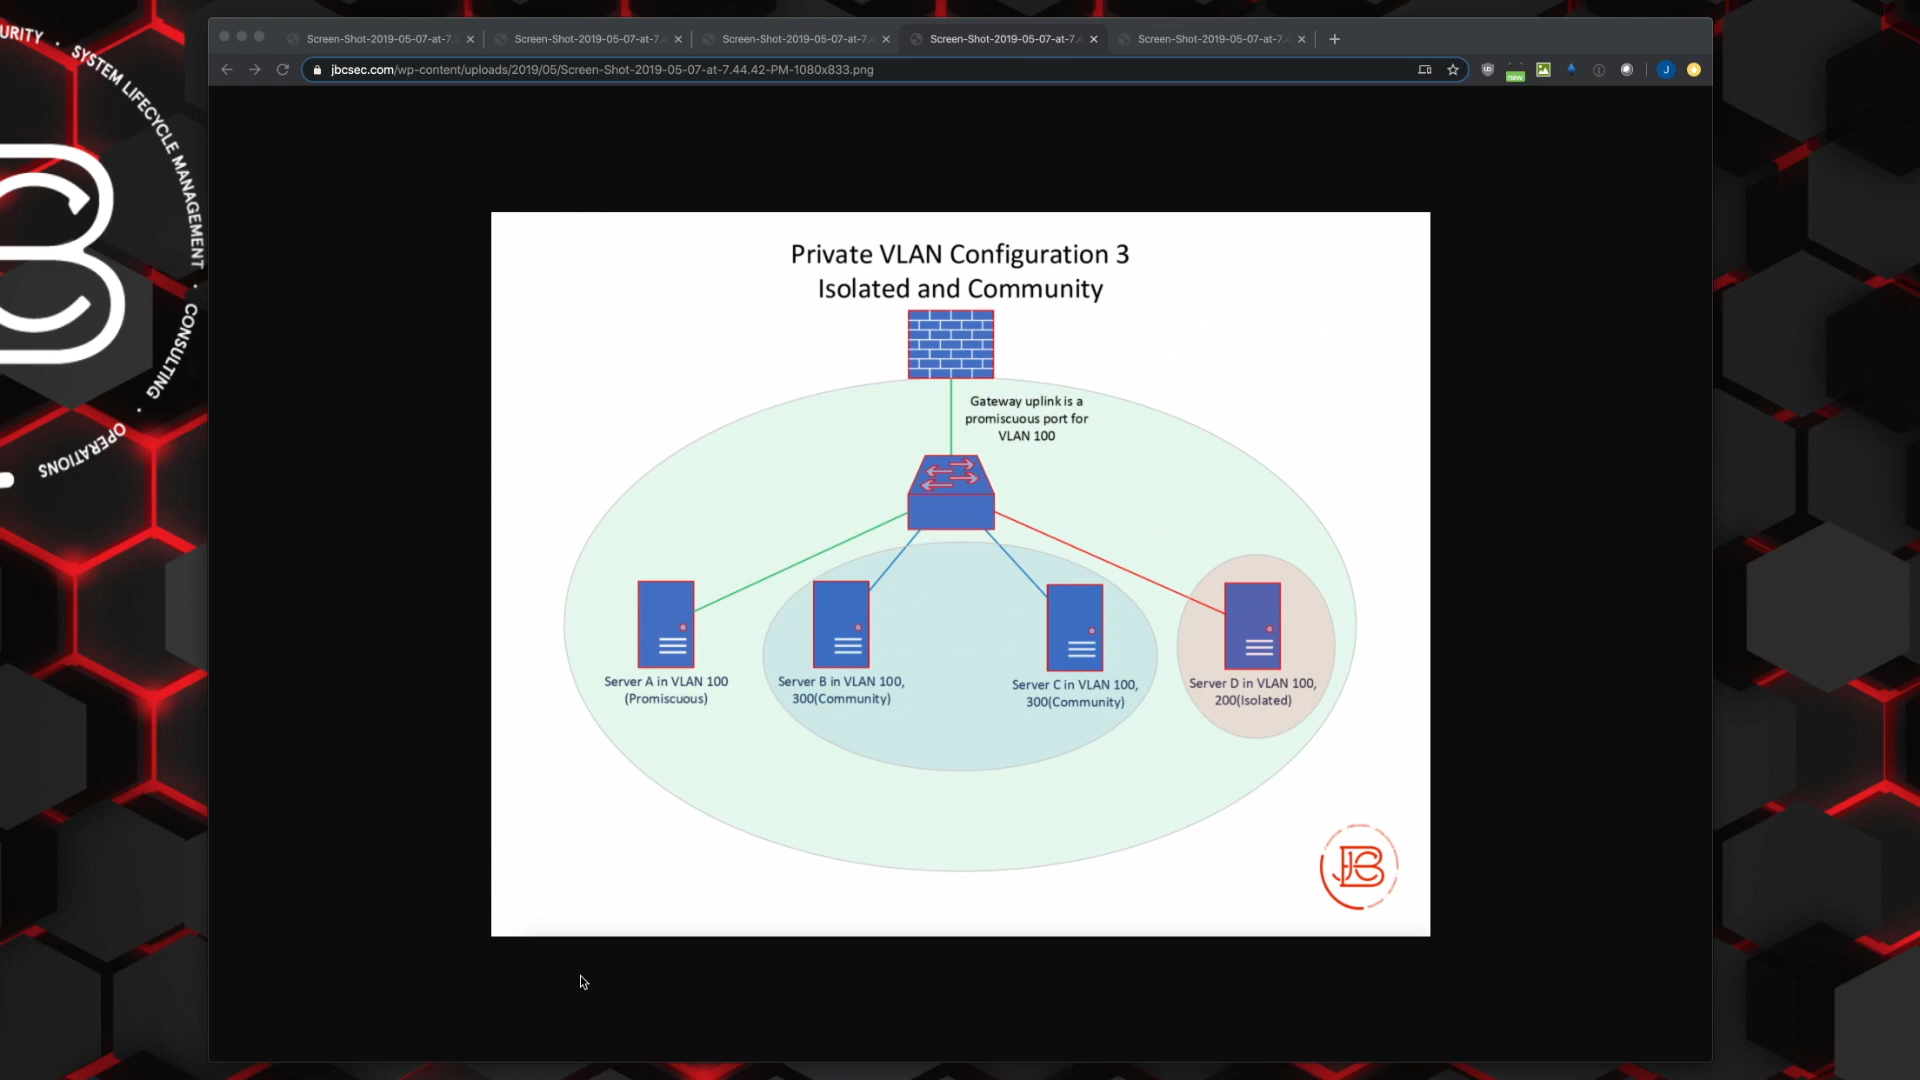 URITY · SYSTEM LIFECYCLE MANAGEMENT · CONSULTING · OPERATIONS
Screen-Shot-2019-05-07-at-7. Screen-Shot-2019-05-07-at-7. Screen-Shot-2019-05-07-at-7. Screen-Shot-2019-05-07-at-7. Screen-Shot-2019-05-07-at-7.
jbcsec.com/wp-content/uploads/2019/05/Screen-Shot-2019-05-07-at-7.44.42-PM-1080x833.png
new
J
Private VLAN Configuration 3
Isolated and Community
Gateway uplink is a
promiscuous port for
VLAN 100
Server A in VLAN 100
(Promiscuous)
Server B in VLAN 100,
300(Community)
Server C in VLAN 100,
300(Community)
Server D in VLAN 100,
200(Isolated)
JBC